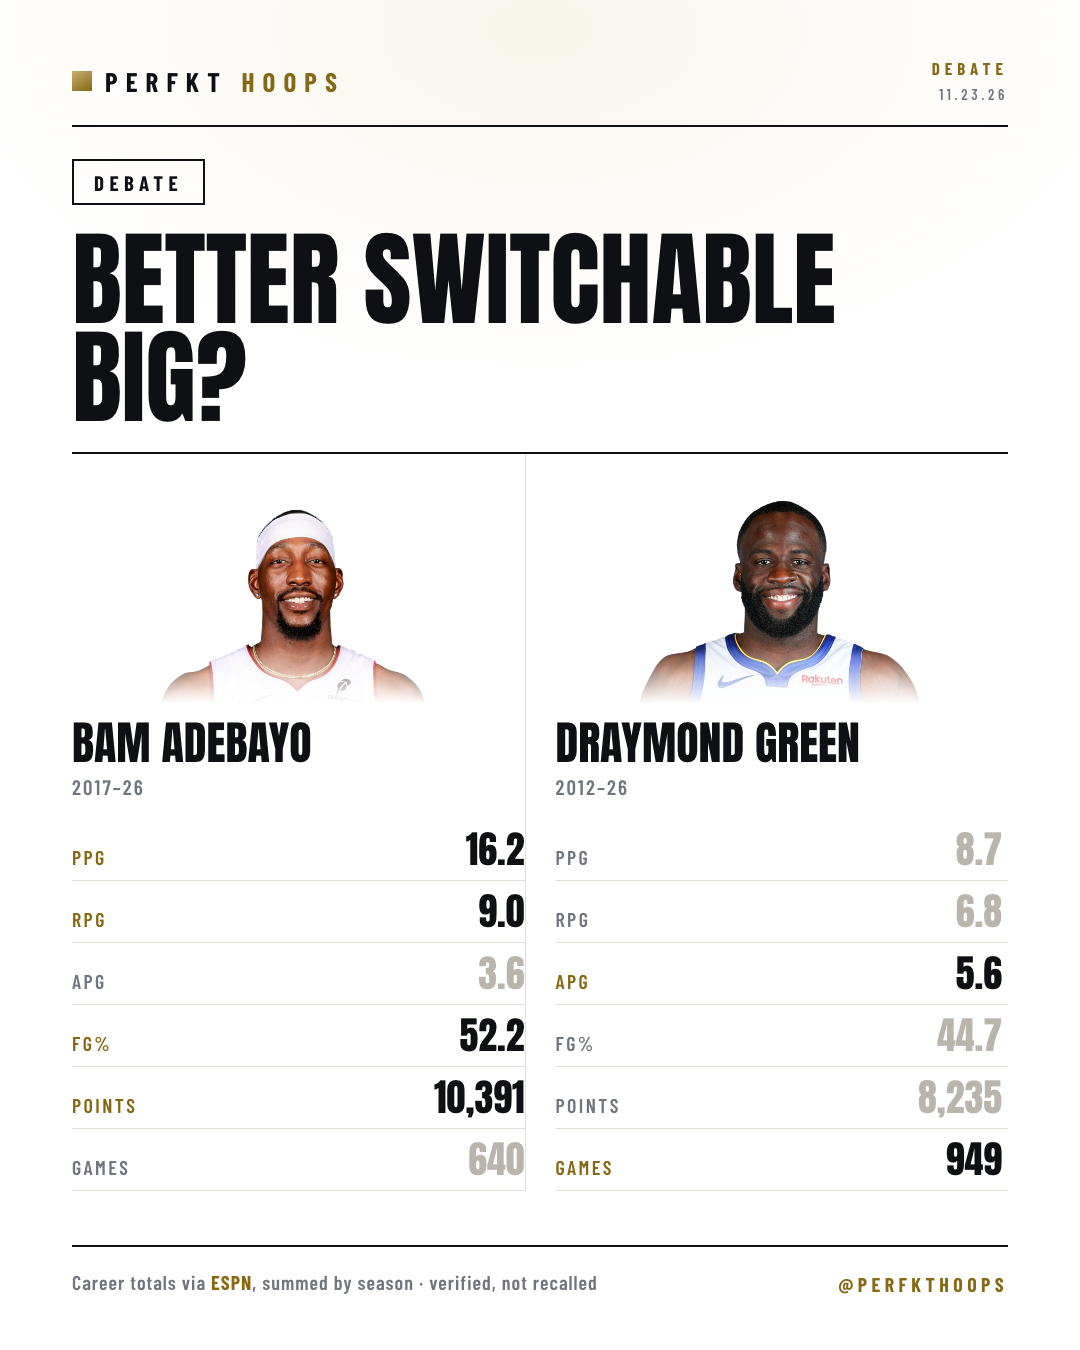 PERFKT HOOPS
DEBATE
11.23.26
DEBATE
BETTER SWITCHABLE
BIG?
Rakuten
BAM ADEBAYO
2017–26
PPG 16.2
RPG 9.0
APG 3.6
FG% 52.2
POINTS 10,391
GAMES 640
DRAYMOND GREEN
2012–26
PPG 8.7
RPG 6.8
APG 5.6
FG% 44.7
POINTS 8,235
GAMES 949
Career totals via ESPN, summed by season · verified, not recalled
@PERFKTHOOPS